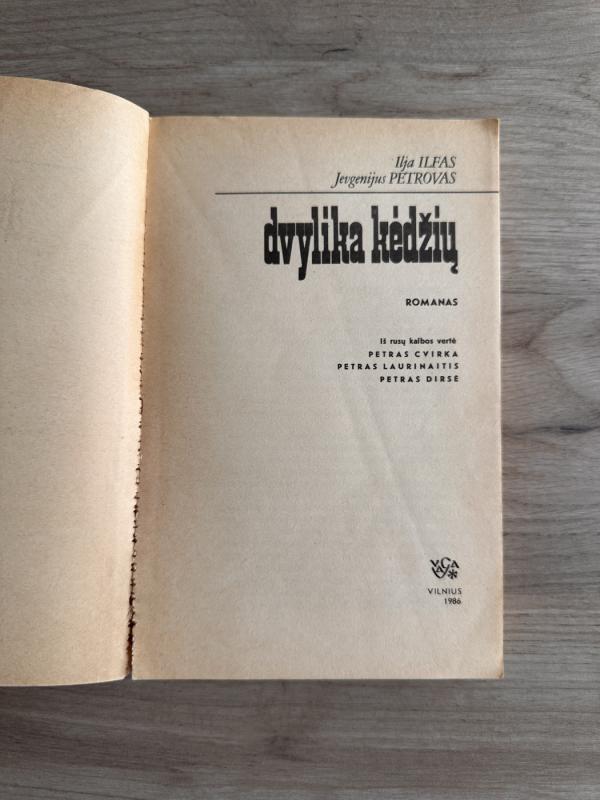 Ilja ILFAS
Jevgenijus PETROVAS
dvylika kėdžių
ROMANAS
Iš rusų kalbos vertė
PETRAS CVIRKA
PETRAS LAURINAITIS
PETRAS DIRSĖ
VAGA
VILNIUS
1986